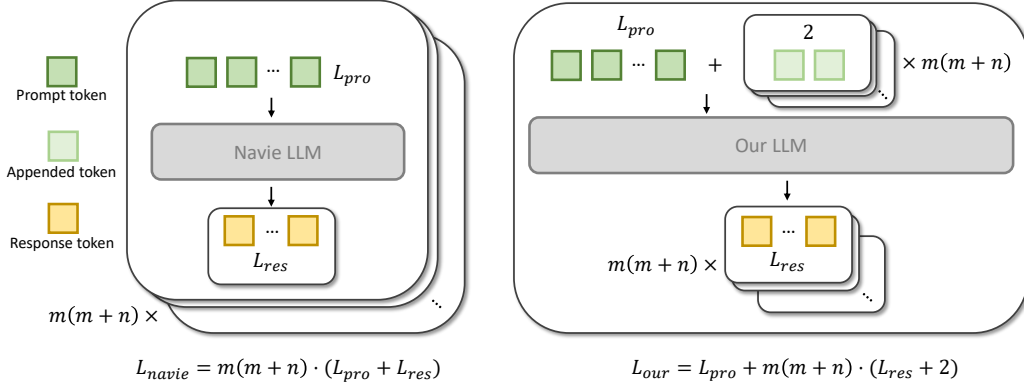 Prompt token
Appended token
Response token
... L_pro
Navie LLM
...
L_res
m(m + n) ×
...
L_navie = m(m + n) · (L_pro + L_res)
L_pro
... +
2
...
× m(m + n)
Our LLM
...
L_res
m(m + n) ×
...
L_our = L_pro + m(m + n) · (L_res + 2)